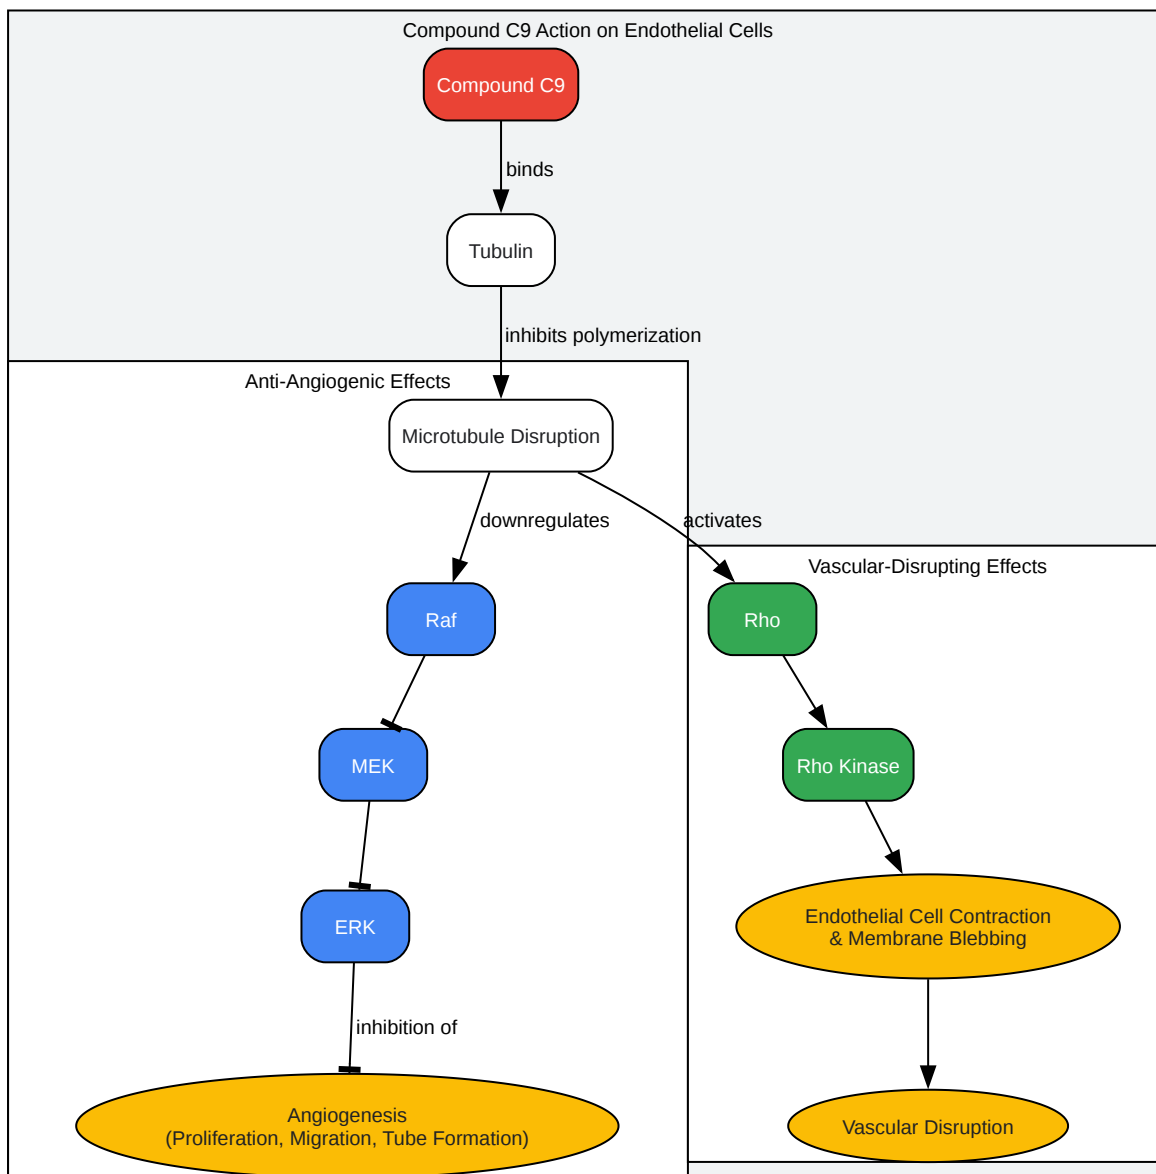 Compound C9 Action on Endothelial Cells
Compound C9
binds
Tubulin
inhibits polymerization
Anti-Angiogenic Effects
Microtubule Disruption
downregulates
activates
Vascular-Disrupting Effects
Raf
Rho
MEK
Rho Kinase
ERK
Endothelial Cell Contraction
& Membrane Blebbing
inhibition of
Angiogenesis
(Proliferation, Migration, Tube Formation)
Vascular Disruption